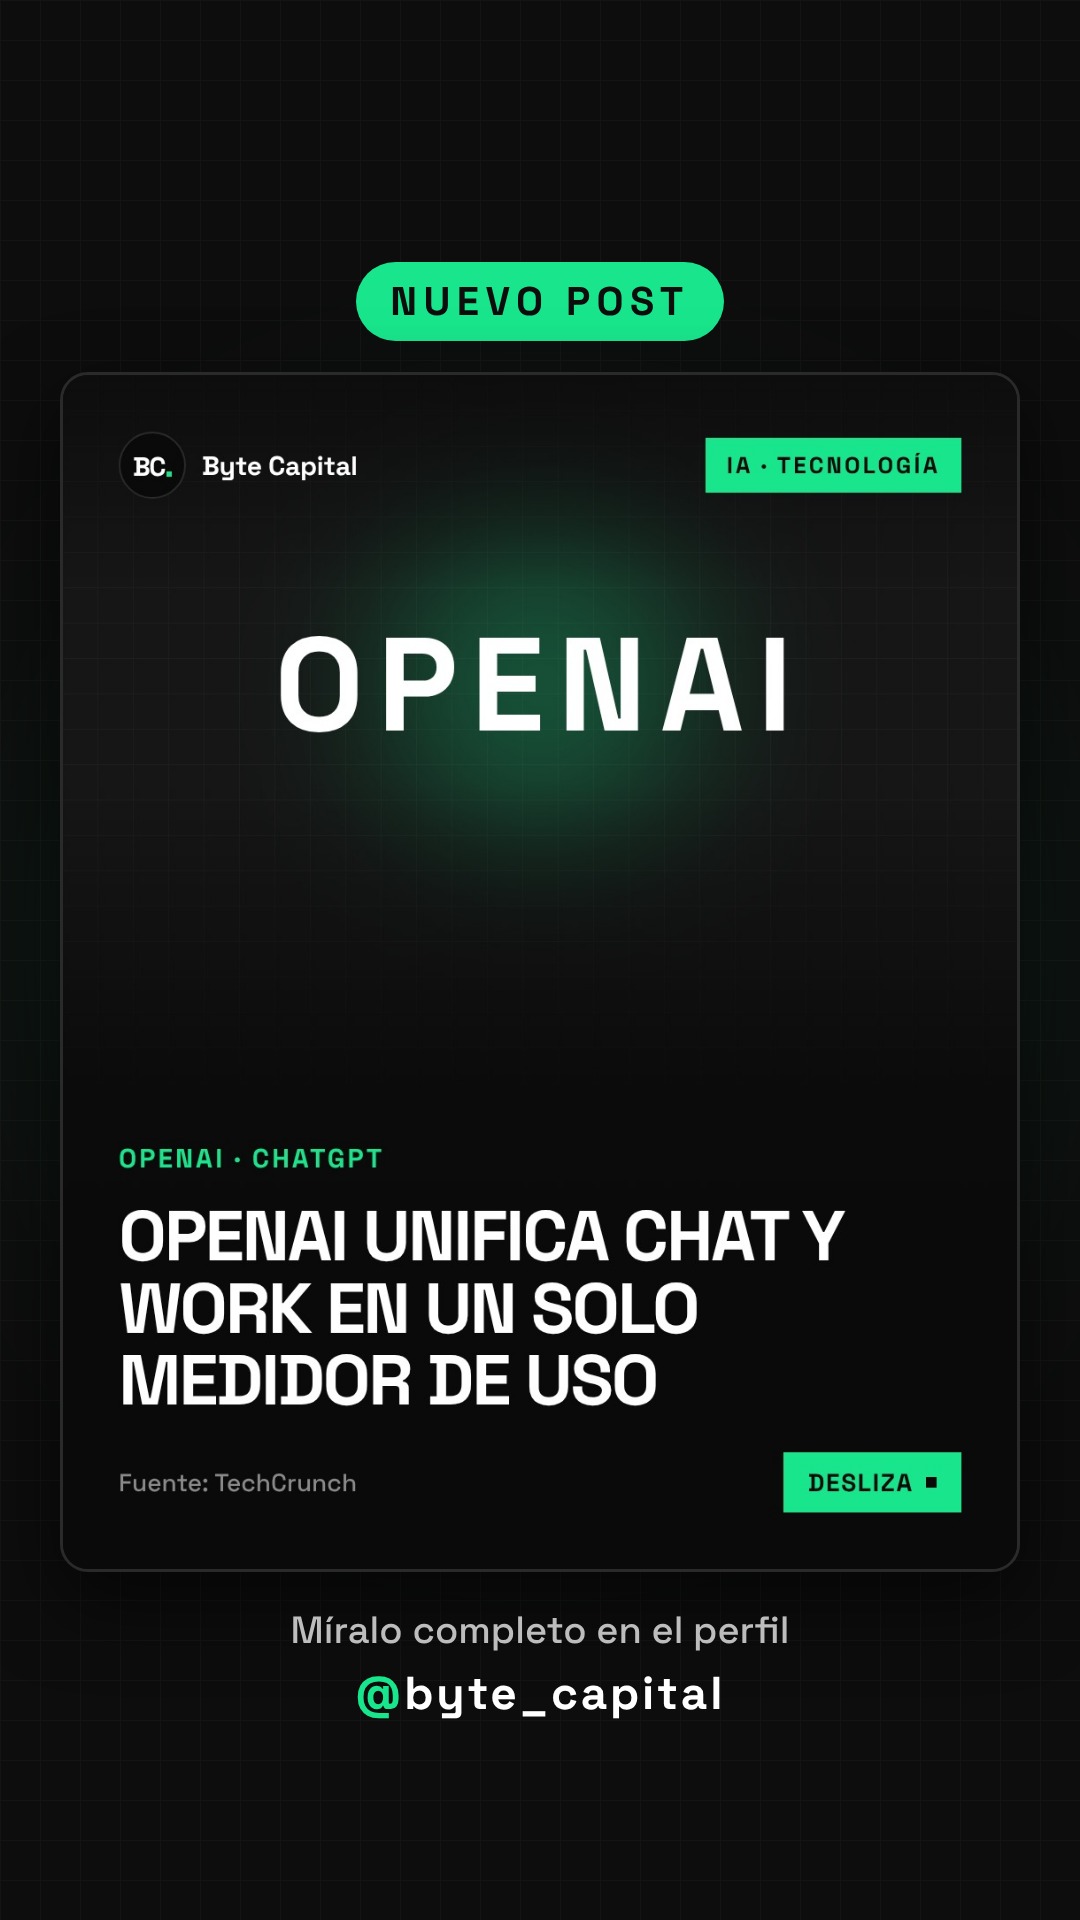 NUEVO POST
BC.
Byte Capital
IA · TECNOLOGÍA
OPENAI
OPENAI · CHATGPT
OPENAI UNIFICA CHAT Y
WORK EN UN SOLO
MEDIDOR DE USO
Fuente: TechCrunch
DESLIZA ▪
Míralo completo en el perfil
@byte_capital